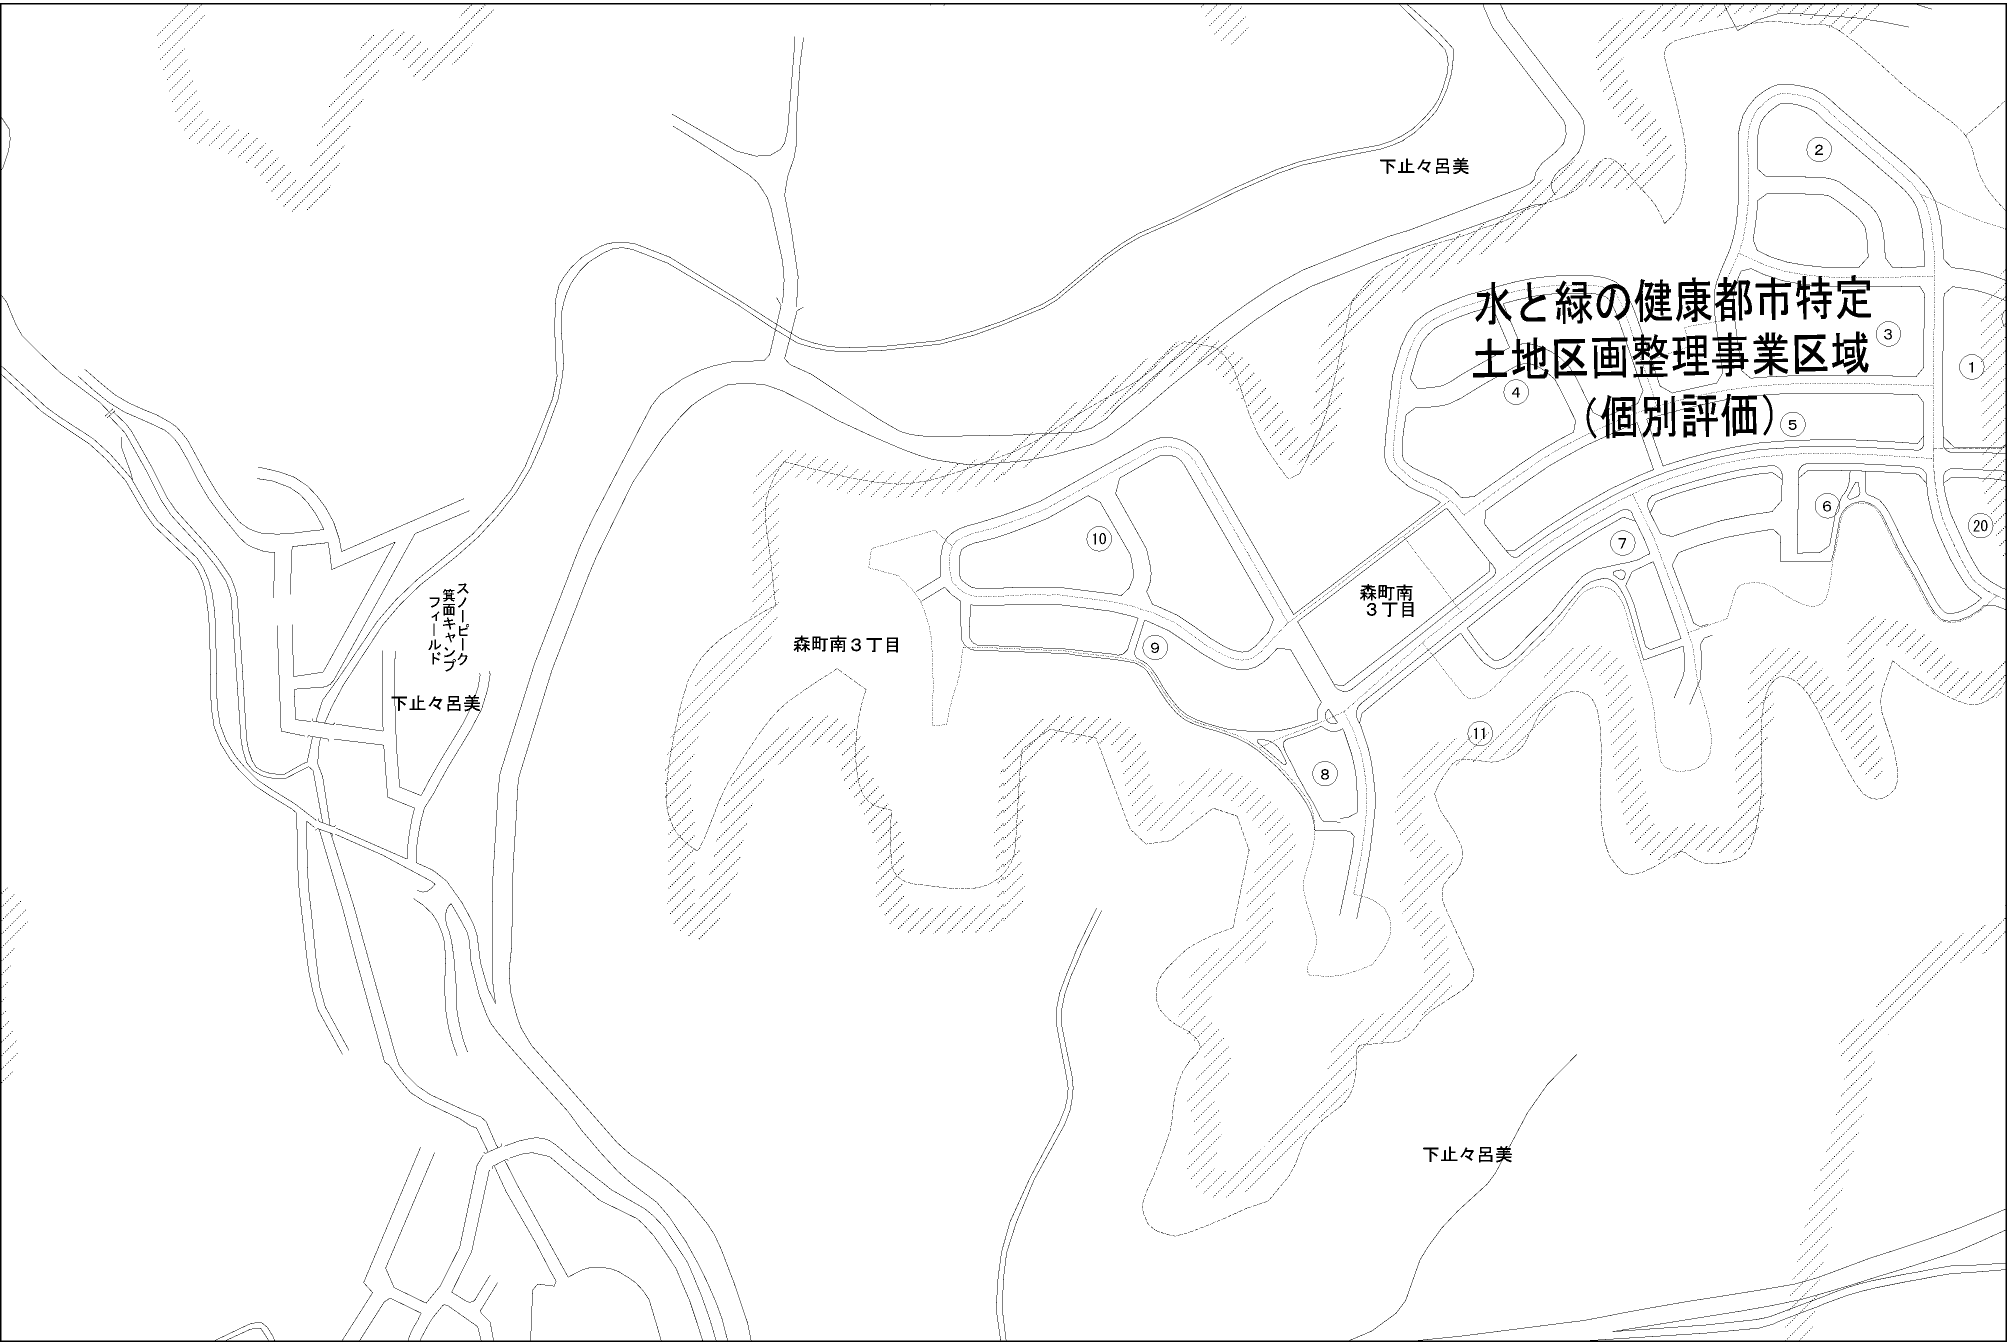 ②
下止々呂美
水と緑の健康都市特定
土地区画整理事業区域
（個別評価）
③
①
④
⑤
⑥
⑳
⑩
⑦
森町南
３丁目
スノーピーク
箕面キャンプ
フィールド
森町南３丁目
⑨
下止々呂美
⑪
⑧
下止々呂美